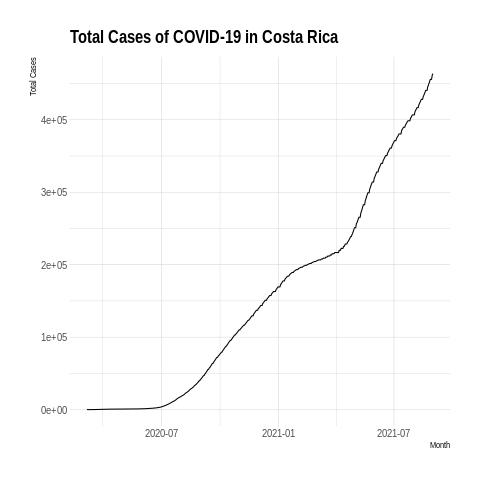 Total Cases of COVID-19 in Costa Rica
Total Cases
4e+05
3e+05
2e+05
1e+05
0e+00
2020-07 2021-01 2021-07
Month